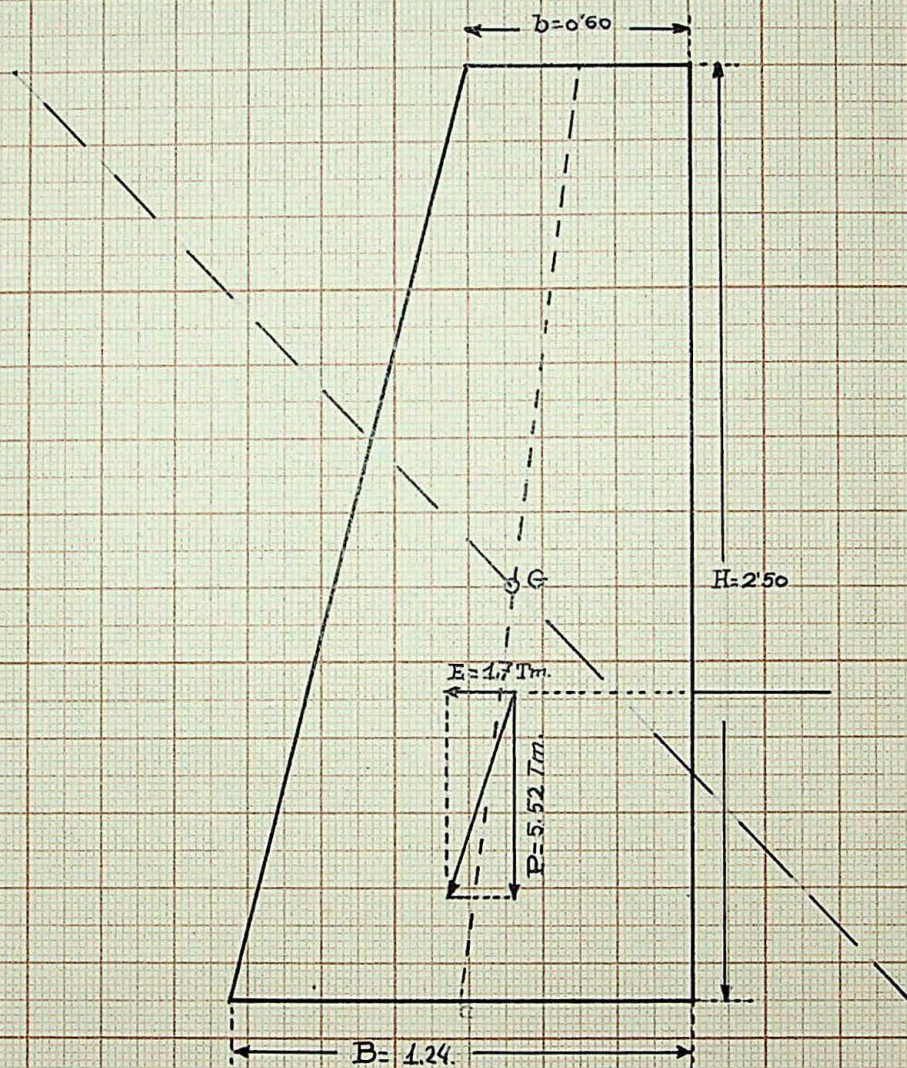 b=0'60
G
H=2'50
E=1,7 Tm.
P=5.52 Tm.
B= 1.24.